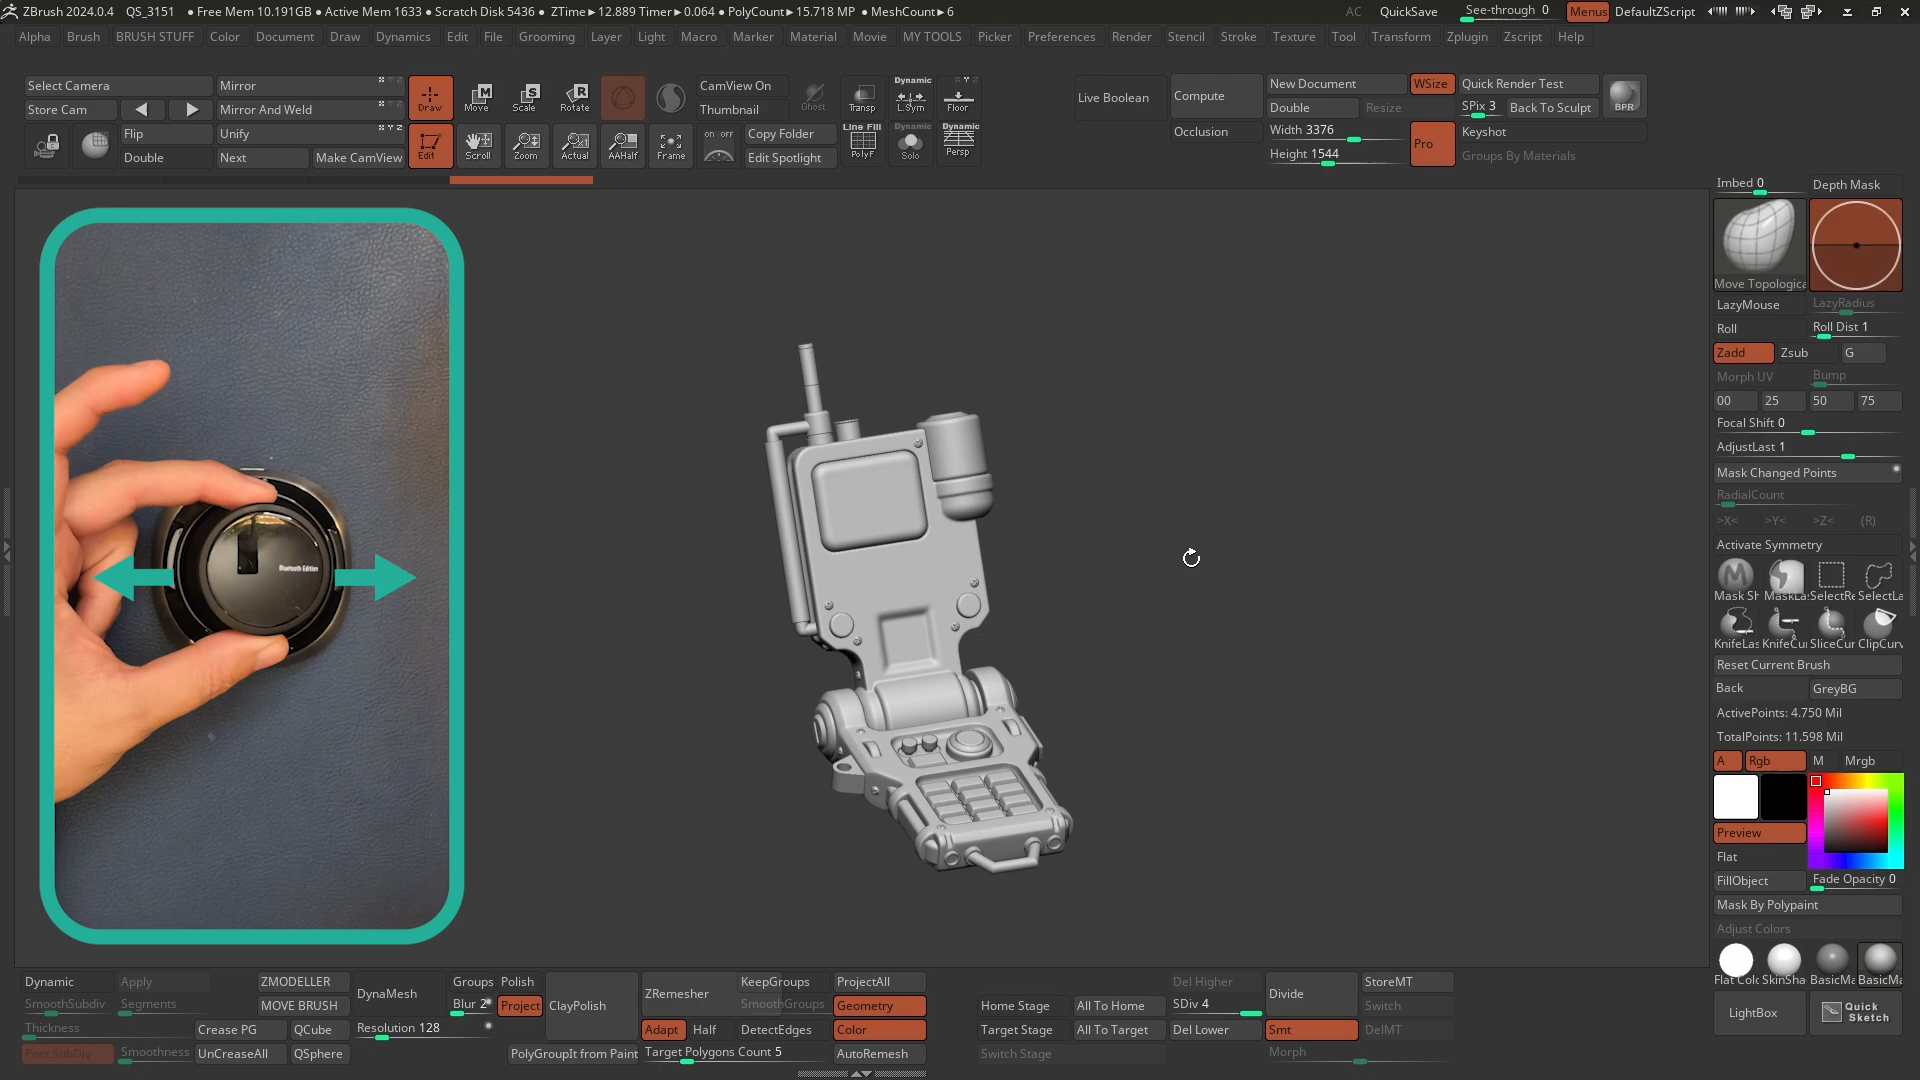 ZBrush 2024.0.4 QS_3151 ● Free Mem 10.191GB ● Active Mem 1633 ● Scratch Disk 5436 ● ZTime►12.889 Timer►0.064 ● PolyCount►15.718 MP ● MeshCount►6 AC QuickSave See-through 0 Menus DefaultZScript
Alpha Brush BRUSH STUFF Color Document Draw Dynamics Edit File Grooming Layer Light Macro Marker Material Movie MY TOOLS Picker Preferences Render Stencil Stroke Texture Tool Transform Zplugin Zscript Help
Select Camera Mirror CamView On Dynamic New Document WSize Quick Render Test
Store Cam Mirror And Weld Draw Move Scale Rotate Thumbnail Ghost Transp L.Sym Floor Live Boolean Compute Double Resize SPix 3 Back To Sculpt BPR
Flip Unify ON OFF Copy Folder Line Fill Dynamic Dynamic Occlusion Width 3376 Pro Keyshot
Double Next Make CamView Edit Scroll Zoom Actual AAHalf Frame Edit Spotlight PolyF Solo Persp Height 1544 Groups By Materials
Imbed 0 Depth Mask
Move Topologica
LazyMouse LazyRadius
Roll Roll Dist 1
Zadd Zsub G
Morph UV Bump
00 25 50 75
Focal Shift 0
AdjustLast 1
Mask Changed Points
RadialCount
>X< >Y< >Z< (R)
Activate Symmetry
Mask Sh MaskLa SelectRe SelectLa
KnifeLas KnifeCu SliceCur ClipCurv
Reset Current Brush
Back GreyBG
ActivePoints: 4.750 Mil
TotalPoints: 11.598 Mil
A Rgb M Mrgb
Preview
Flat
FillObject Fade Opacity 0
Mask By Polypaint
Adjust Colors
Flat Colo SkinSha BasicMa BasicMa
LightBox Quick Sketch
Bluetooth Edition
Dynamic Apply ZMODELLER DynaMesh Groups Polish ClayPolish ZRemesher KeepGroups ProjectAll Del Higher Divide StoreMT
SmoothSubdiv Segments MOVE BRUSH Blur 2 Project SmoothGroups Geometry Home Stage All To Home SDiv 4 Switch
Thickness Crease PG QCube Resolution 128 Adapt Half DetectEdges Color Target Stage All To Target Del Lower Smt DelMT
Post SubDiv Smoothness UnCreaseAll QSphere PolyGroupIt from Paint Target Polygons Count 5 AutoRemesh Switch Stage Morph